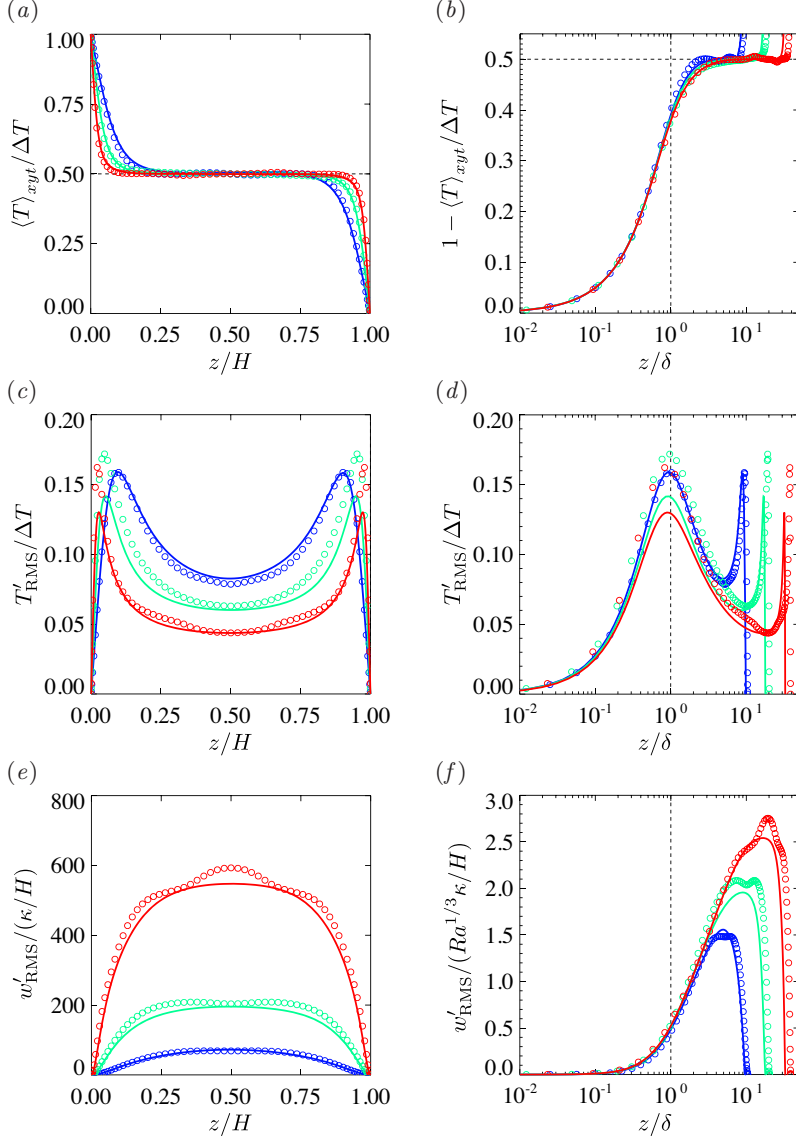 (a)
1.00
0.75
0.50
0.25
0.00
⟨T⟩xyt/ΔT
0.00 0.25 0.50 0.75 1.00
z/H
(b)
0.5
0.4
0.3
0.2
0.1
0.0
1 − ⟨T⟩xyt/ΔT
10⁻² 10⁻¹ 10⁰ 10¹
z/δ
(c)
0.20
0.15
0.10
0.05
0.00
T′RMS/ΔT
0.00 0.25 0.50 0.75 1.00
z/H
(d)
0.20
0.15
0.10
0.05
0.00
T′RMS/ΔT
10⁻² 10⁻¹ 10⁰ 10¹
z/δ
(e)
800
600
400
200
0
w′RMS/(κ/H)
0.00 0.25 0.50 0.75 1.00
z/H
(f)
3.0
2.5
2.0
1.5
1.0
0.5
0.0
w′RMS/(Ra¹/³κ/H)
10⁻² 10⁻¹ 10⁰ 10¹
z/δ